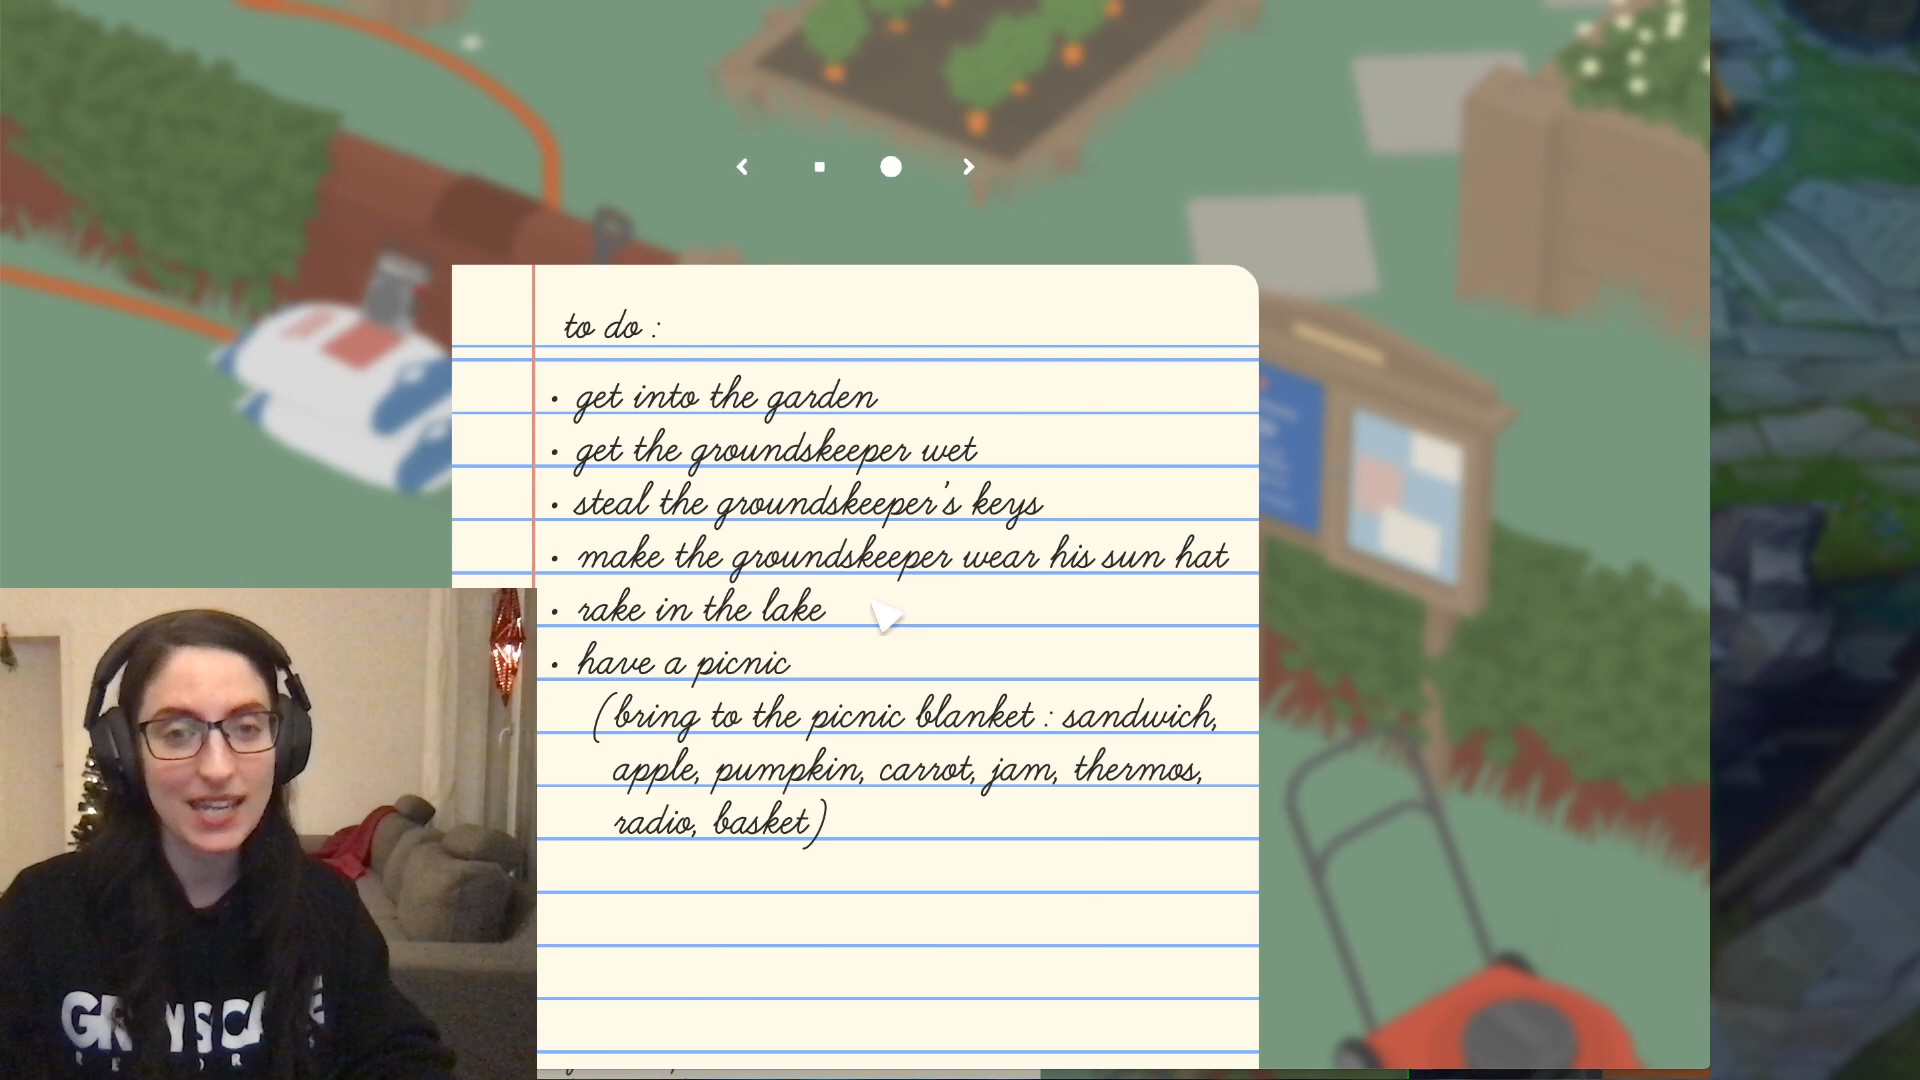 to do :
• get into the garden
• get the groundskeeper wet
• steal the groundskeeper's keys
• make the groundskeeper wear his sun hat
• rake in the lake
• have a picnic
(bring to the picnic blanket : sandwich,
apple, pumpkin, carrot, jam, thermos,
radio, basket)